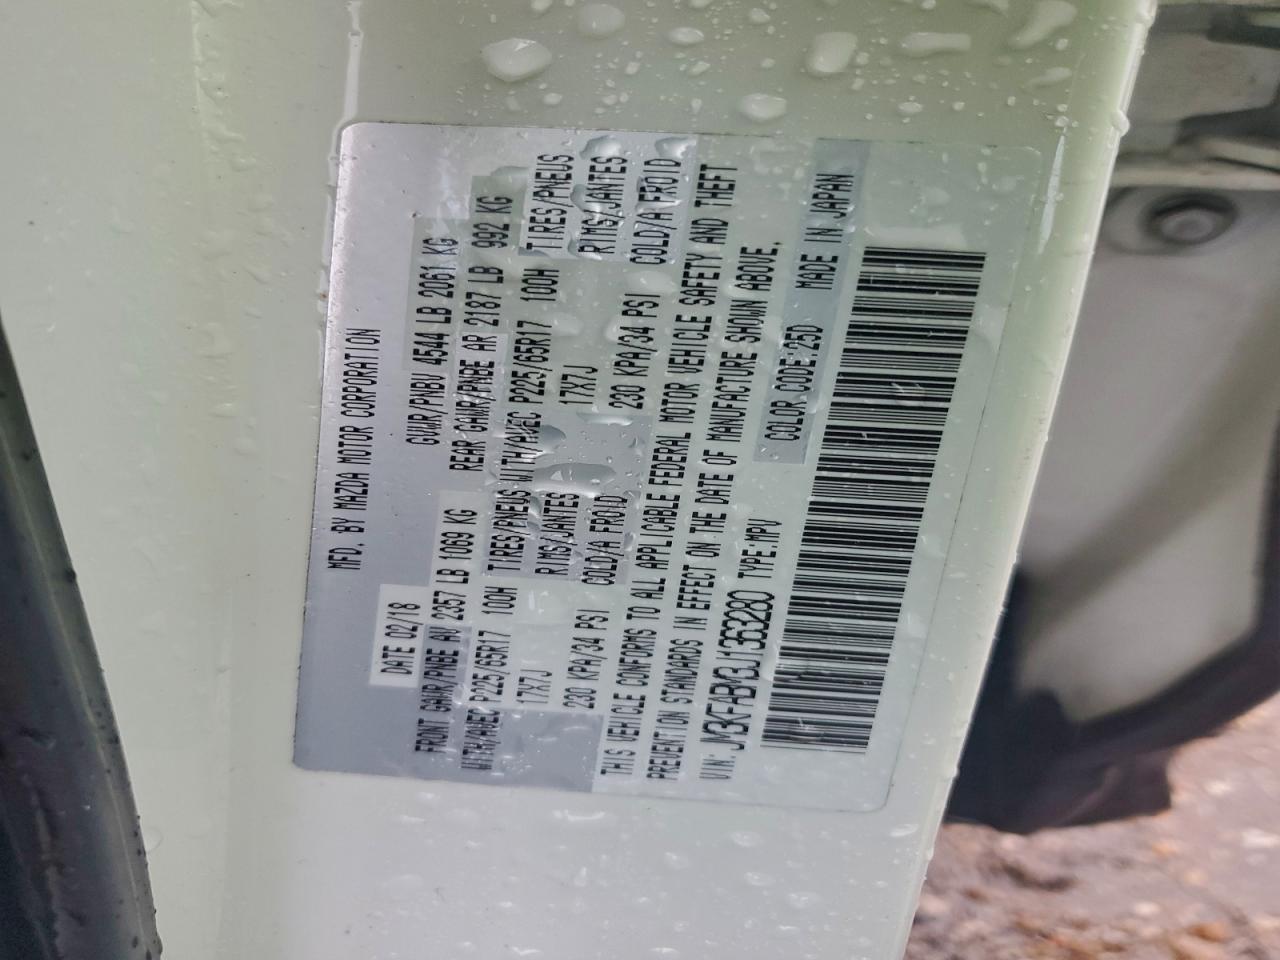 MFD. BY MAZDA MOTOR CORPORATION
DATE 02/18
GVWR/PNBV 4544 LB 2061 KG
FRONT GAWR/PNBE AV 2357 LB 1069 KG REAR GAWR/PNBE AR 2187 LB 992 KG
WITH/AVEC P225/65R17 100H TIRES/PNEUS WITH/AVEC P225/65R17 100H TIRES/PNEUS
17X7J RIMS/JANTES 17X7J RIMS/JANTES
230 KPA/34 PSI COLD/A FROID 230 KPA/34 PSI COLD/A FROID
THIS VEHICLE CONFORMS TO ALL APPLICABLE FEDERAL MOTOR VEHICLE SAFETY AND THEFT
PREVENTION STANDARDS IN EFFECT ON THE DATE OF MANUFACTURE SHOWN ABOVE.
VIN. JM3KFABM3J1363280 TYPE:MPV
COLOR CODE:25D MADE IN JAPAN